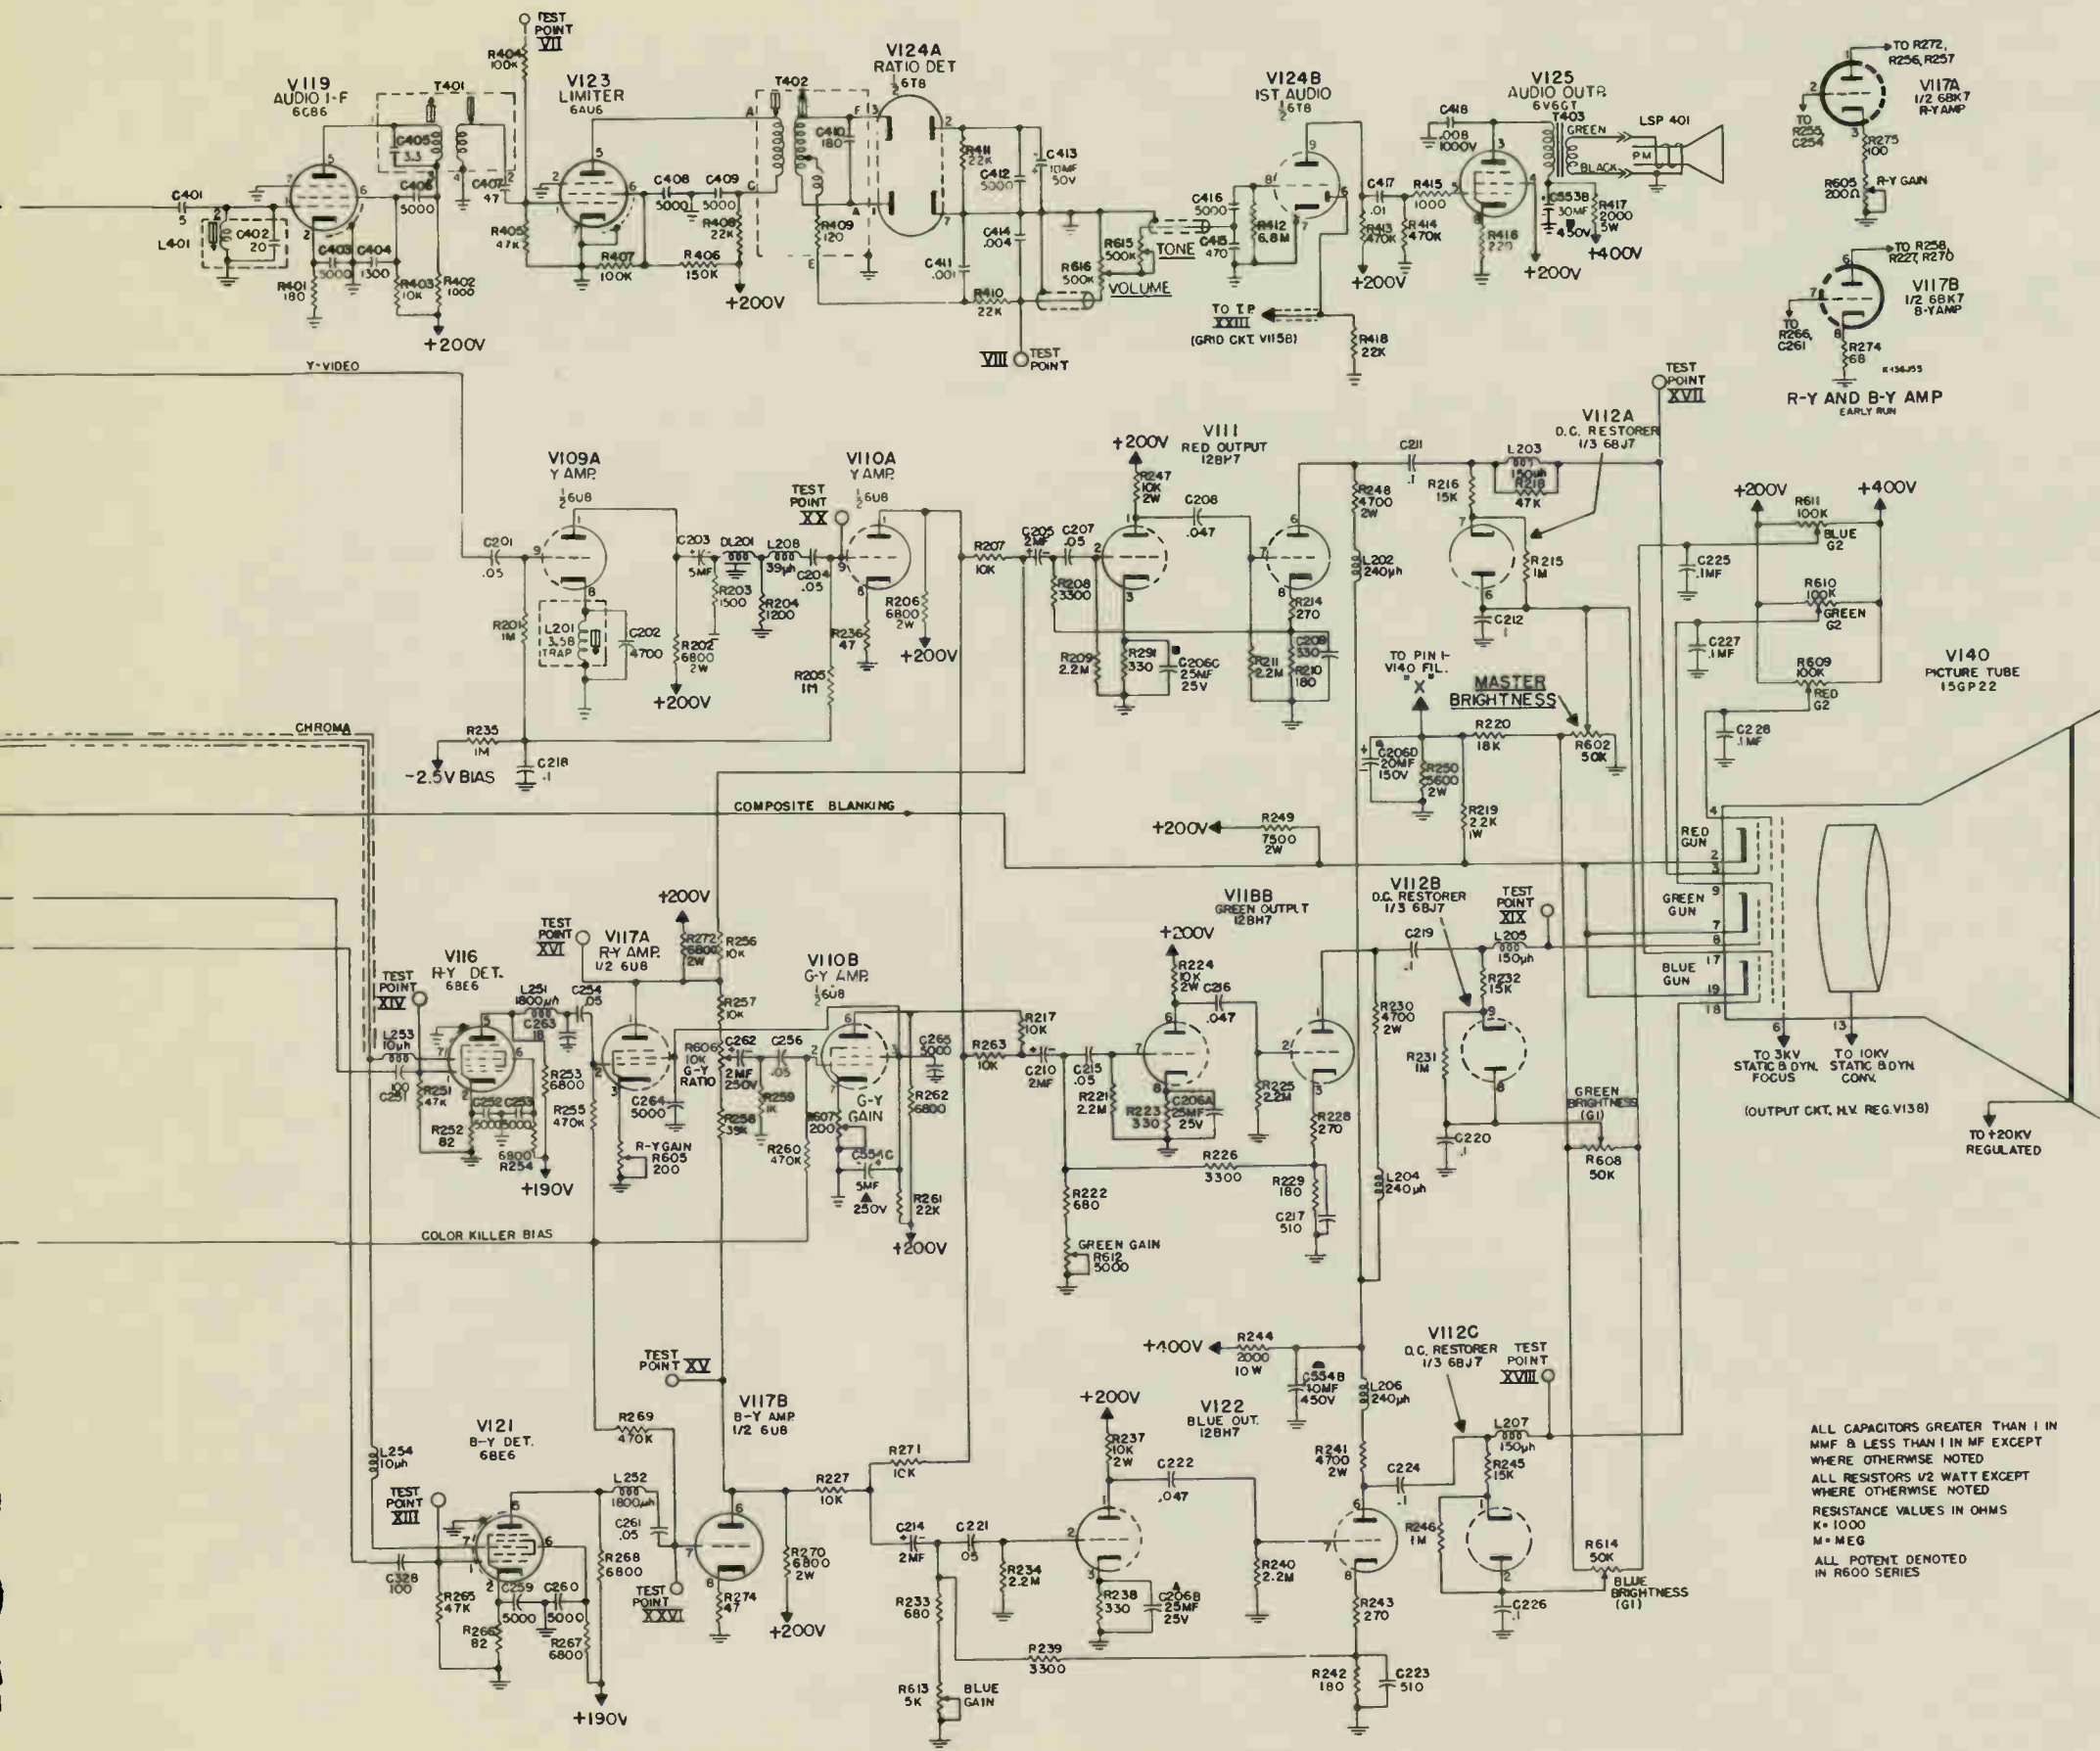 TEST
POINT
VII
R404
100K
V119
AUDIO I-F
6CB6
T401
C405
3.3
C406
5000
C407
47
C401
5
L401
C402
20
C403
5000
C404
1300
R401
180
R403
10K
R402
1000
+200V
V123
LIMITER
6AU6
R405
47K
C408
5000
C409
5000
R408
22K
R407
100K
R406
150K
+200V
T402
C410
180
R409
120
V124A
RATIO DET
½6T8
R411
22K
C412
5000
C413
10MF
50V
C414
.004
C411
.001
R410
22K
R615
500K
R616
500K
TONE
VOLUME
VIII
TEST
POINT
V124B
1ST AUDIO
½6T8
C416
5000
C415
470
R412
6.8M
C417
.01
R413
470K
R414
470K
R415
1000
+200V
TO T.P.
XXIII
(GRID CKT. V115B)
R418
22K
V125
AUDIO OUTP.
6V6GT
C418
.008
1000V
T403
GREEN
BLACK
LSP 401
PM
R416
220
C553B
30MF
450V
R417
2000
5W
+200V
+400V
TO R272,
R256, R257
V117A
1/2 6BK7
R-Y AMP
TO
R255,
C254
R275
100
R605
200Ω
R-Y GAIN
TO R258,
R227, R270
V117B
1/2 6BK7
B-Y AMP
TO
R266,
C261
R274
68
R-Y AND B-Y AMP
EARLY RUN
Y-VIDEO
V109A
Y AMP.
½6U8
C201
.05
R201
1M
L201
3.58
TRAP
C202
4700
R202
6800
2W
+200V
C203
5MF
DL201
L208
39µh
R203
1500
R204
1200
C204
.05
TEST
POINT
XX
V110A
Y AMP.
½6U8
R236
47
R206
6800
2W
+200V
R205
1M
R235
1M
-2.5V BIAS
C218
.1
R207
10K
C205
2MF
C207
.05
R208
3300
R209
2.2M
+200V
R247
10K
2W
V111
RED OUTPUT
12BH7
C208
.047
R291
330
C206C
25MF
25V
R211
2.2M
R214
270
C209
330
R210
180
R248
4700
2W
L202
240µh
C211
.1
R216
15K
L203
150µh
R218
47K
V112A
D.C. RESTORER
1/3 6BJ7
R215
1M
C212
.1
TEST
POINT
XVII
TO PIN 1-
V140 FIL.
"X"
MASTER
BRIGHTNESS
R220
18K
R602
50K
C206D
20MF
150V
R250
5600
2W
R219
2.2K
1W
+200V
+400V
R611
100K
BLUE
G2
C225
.1MF
R610
100K
GREEN
G2
C227
.1MF
R609
100K
RED
G2
C228
.1MF
V140
PICTURE TUBE
15GP22
CHROMA
COMPOSITE BLANKING
+200V
R249
7500
2W
RED
GUN
GREEN
GUN
BLUE
GUN
TO 3KV
STATIC & DYN.
FOCUS
TO 10KV
STATIC & DYN.
CONV.
(OUTPUT CKT. H.V. REG. V138)
TO +20KV
REGULATED
TEST
POINT
XIV
V116
R-Y DET.
6BE6
L253
10µh
C251
100
R251
47K
R252
82
C252
5000
C253
5000
6800
R254
R253
6800
+190V
L251
1800µh
C263
18
C254
.05
R255
470K
TEST
POINT
XVI
V117A
R-Y AMP.
1/2 6U8
+200V
R272
6800
2W
R256
10K
R257
10K
R606
10K
G-Y
RATIO
C264
5000
R-Y GAIN
R605
200
R258
39K
C262
2MF
250V
C256
.05
R259
1K
R260
470K
V110B
G-Y AMP.
½6U8
G-Y
GAIN
R607
200
C554C
5MF
250V
C265
5000
R262
6800
R261
22K
+200V
R217
10K
R263
10K
C210
2MF
C215
.05
R221
2.2M
+200V
R224
10K
2W
C216
.047
V118B
GREEN OUTPUT
12BH7
R223
330
C206A
25MF
25V
R225
2.2M
R228
270
R226
3300
R222
680
GREEN GAIN
R612
5000
R229
180
C217
510
R230
4700
2W
L204
240µh
C219
.1
V112B
D.C. RESTORER
1/3 6BJ7
TEST
POINT
XIX
L205
150µh
R232
15K
R231
1M
C220
.1
GREEN
BRIGHTNESS
(G1)
R608
50K
COLOR KILLER BIAS
TEST
POINT XV
R269
470K
V117B
B-Y AMP.
1/2 6U8
V121
B-Y DET.
6BE6
L254
10µh
TEST
POINT
XIII
C328
100
R265
47K
R266
82
C259
5000
C260
5000
R267
6800
R268
6800
+190V
L252
1800µh
C261
.05
TEST
POINT
XXVI
R274
47
R270
6800
2W
+200V
R227
10K
R271
10K
C214
2MF
C221
.05
R234
2.2M
R233
680
R613
5K
BLUE
GAIN
R239
3300
+200V
R237
10K
2W
C222
.047
V122
BLUE OUT.
12BH7
R238
330
C206B
25MF
25V
R240
2.2M
+400V
R244
2000
10W
C554B
40MF
450V
L206
240µh
R241
4700
2W
C224
.1
R243
270
R242
180
C223
510
V112C
D.C. RESTORER
1/3 6BJ7
TEST
POINT
XVIII
L207
150µh
R245
15K
R246
1M
C226
.1
R614
50K
BLUE
BRIGHTNESS
(G1)
ALL CAPACITORS GREATER THAN 1 IN
MMF & LESS THAN 1 IN MF EXCEPT
WHERE OTHERWISE NOTED
ALL RESISTORS 1/2 WATT EXCEPT
WHERE OTHERWISE NOTED
RESISTANCE VALUES IN OHMS
K=1000
M=MEG
ALL POTENT. DENOTED
IN R600 SERIES